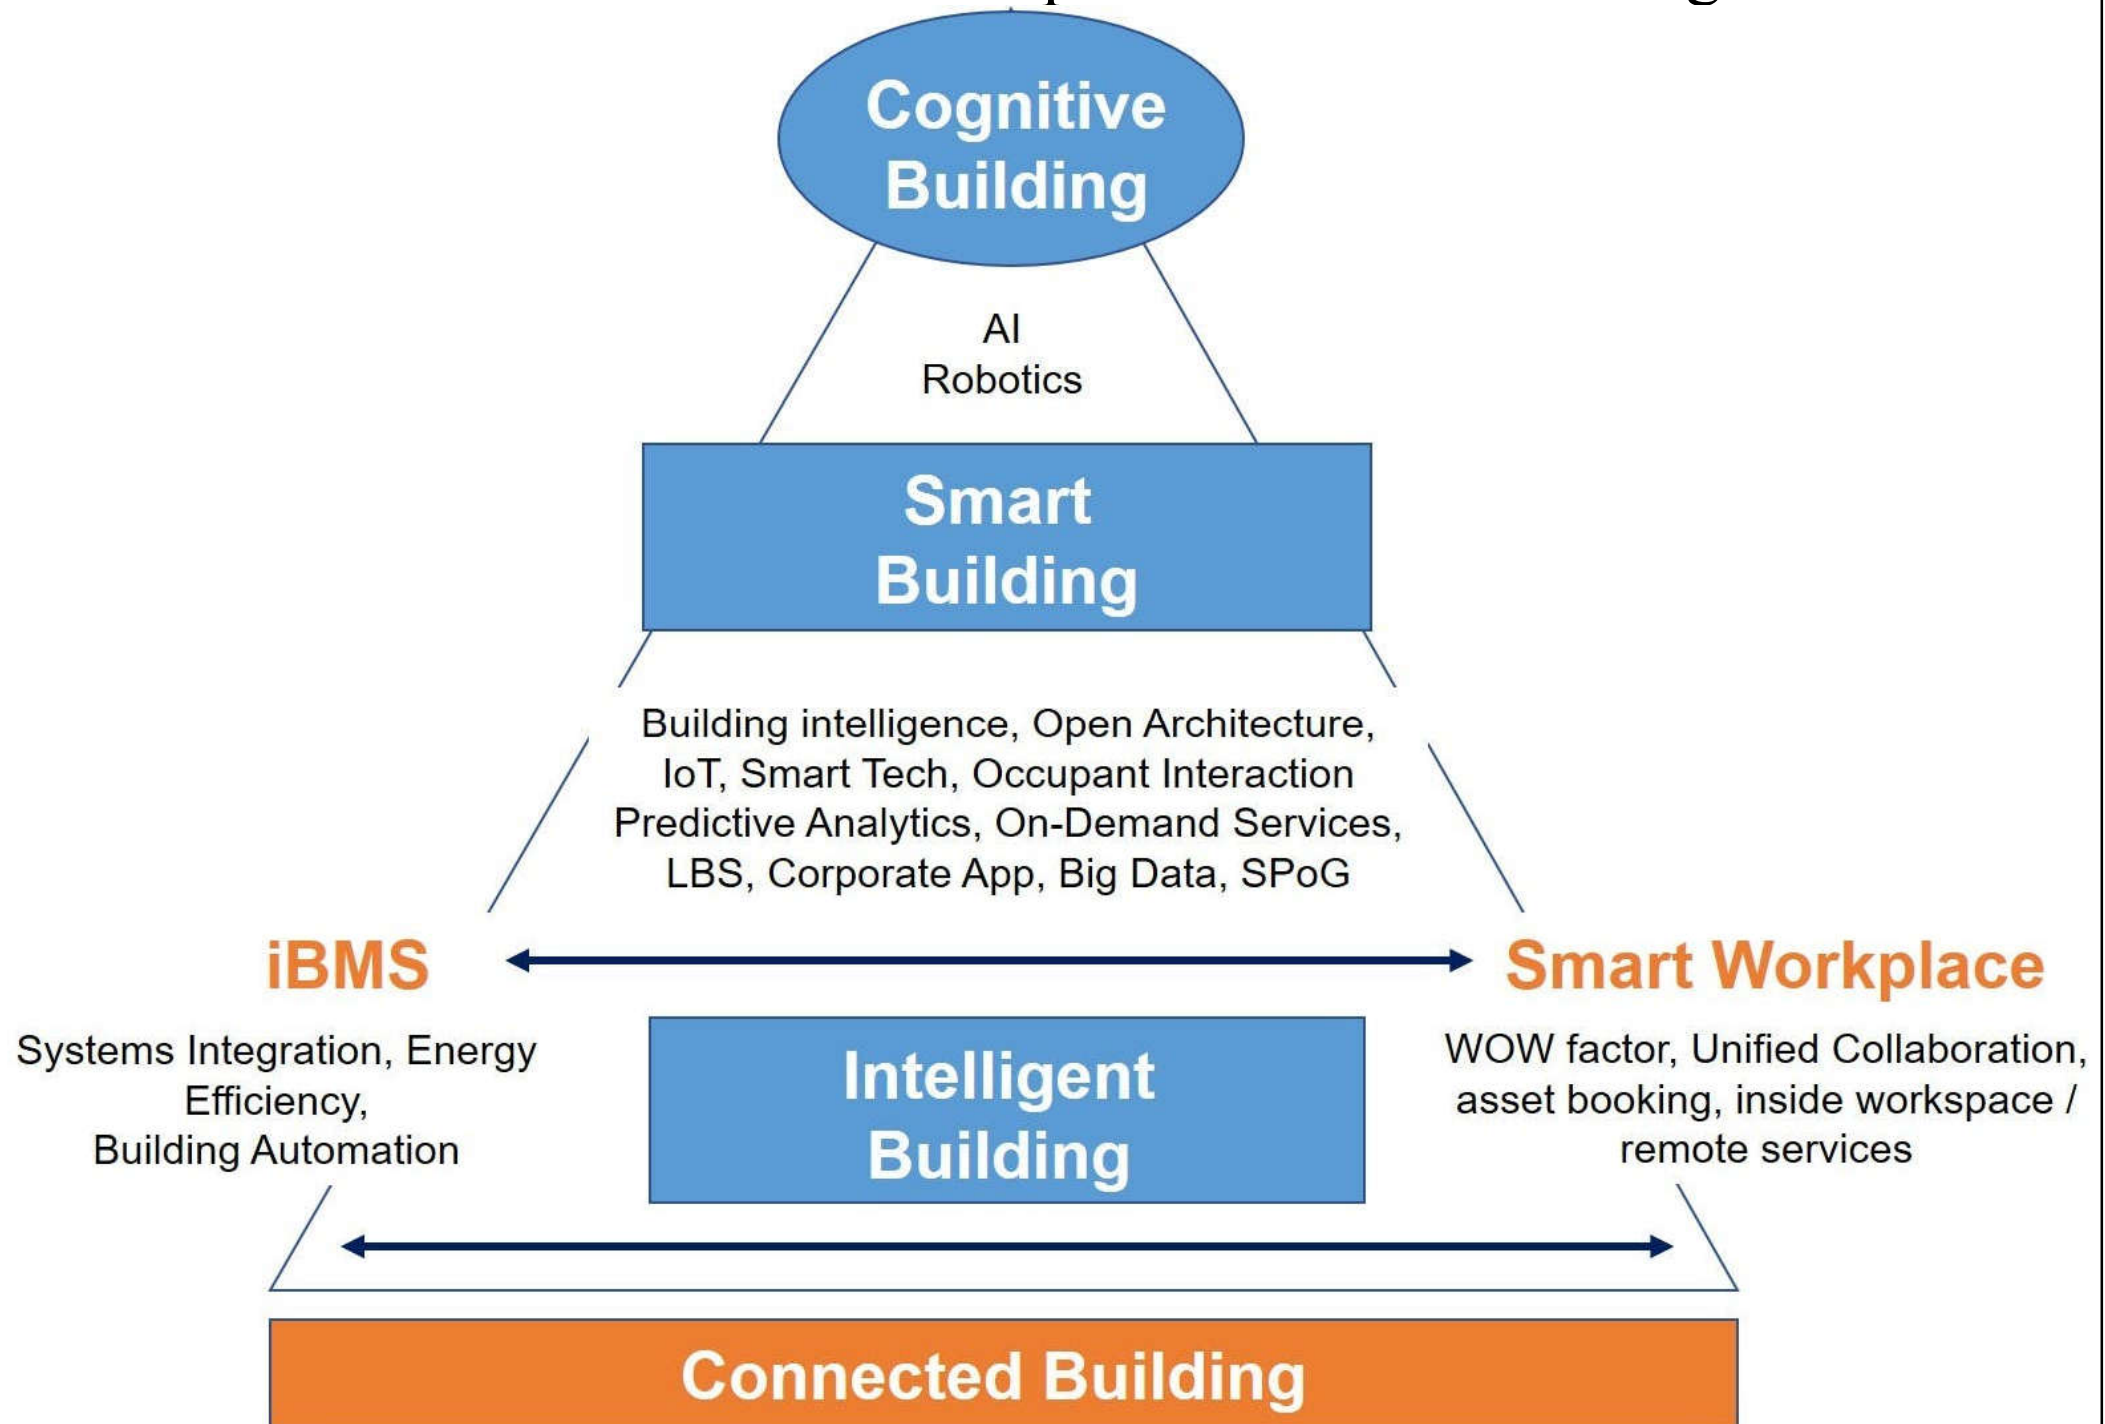 Cognitive
Building
AI
Robotics
Smart
Building
Building intelligence, Open Architecture,
IoT, Smart Tech, Occupant Interaction
Predictive Analytics, On-Demand Services,
LBS, Corporate App, Big Data, SPoG
iBMS
Smart Workplace
Systems Integration, Energy
Efficiency,
Building Automation
Intelligent
Building
WOW factor, Unified Collaboration,
asset booking, inside workspace /
remote services
Connected Building